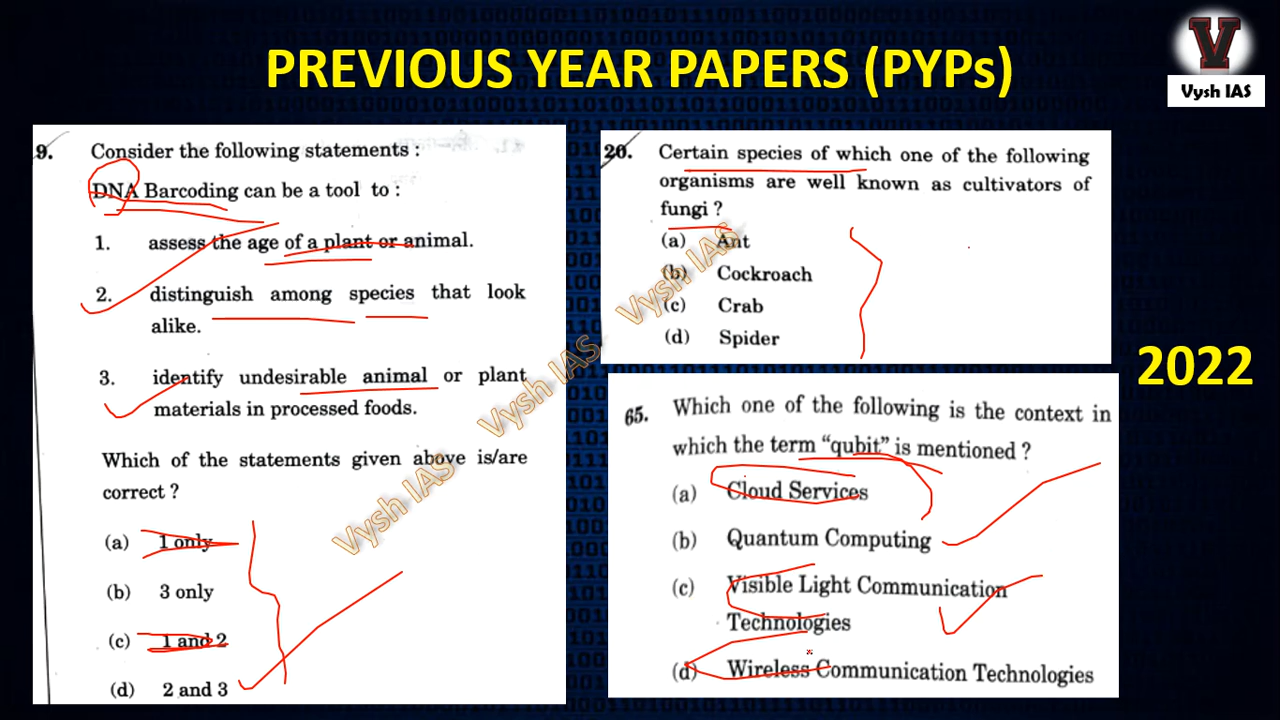 PREVIOUS YEAR PAPERS (PYPs)
V
Vysh IAS
9. Consider the following statements :
DNA Barcoding can be a tool to :
1. assess the age of a plant or animal.
2. distinguish among species that look
alike.
3. identify undesirable animal or plant
materials in processed foods.
Which of the statements given above is/are
correct ?
(a) 1 only
(b) 3 only
(c) 1 and 2
(d) 2 and 3
20. Certain species of which one of the following
organisms are well known as cultivators of
fungi ?
(a) Ant
(b) Cockroach
(c) Crab
(d) Spider
65. Which one of the following is the context in
which the term “qubit” is mentioned ?
(a) Cloud Services
(b) Quantum Computing
(c) Visible Light Communication
Technologies
(d) Wireless Communication Technologies
2022
Vysh IAS
Vysh IAS
Vysh IAS